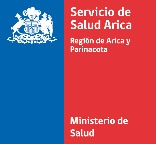 Servicio de
Salud Arica
Región de Arica y
Parinacota
Ministerio de
Salud